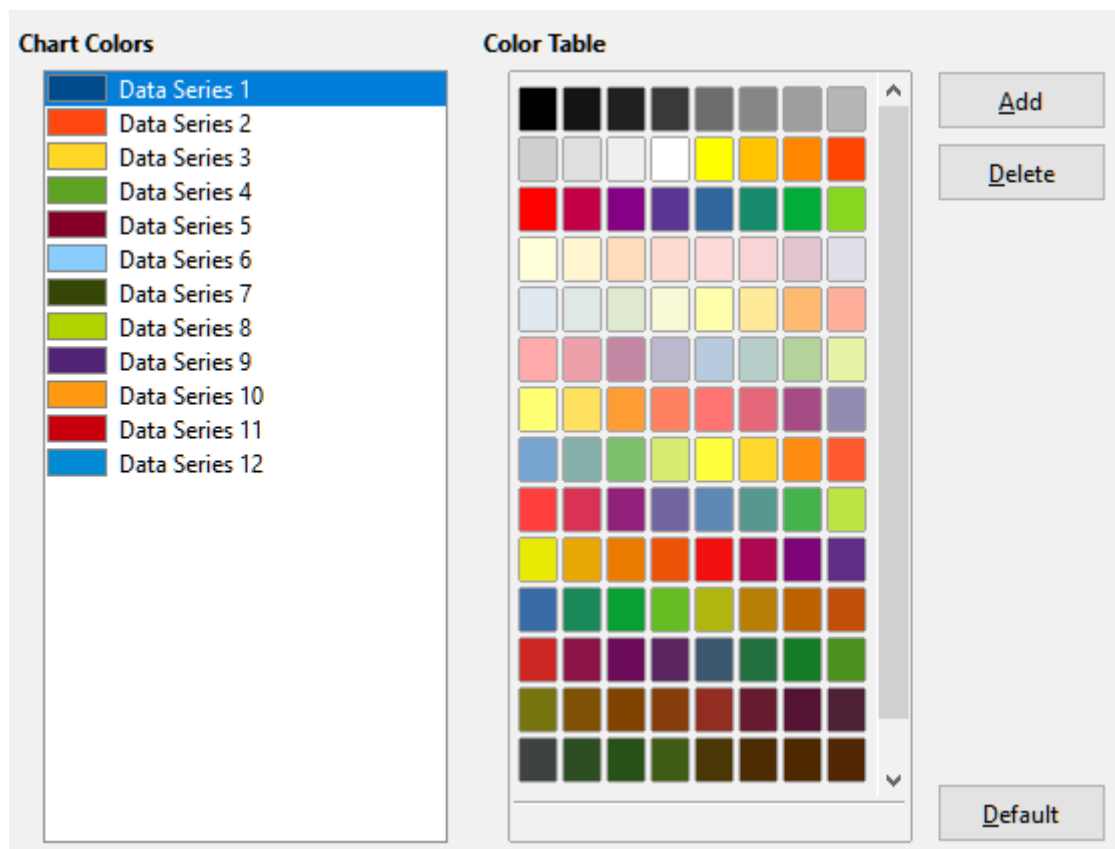 Chart Colors
Data Series 1
Data Series 2
Data Series 3
Data Series 4
Data Series 5
Data Series 6
Data Series 7
Data Series 8
Data Series 9
Data Series 10
Data Series 11
Data Series 12
Color Table
Add
Delete
Default